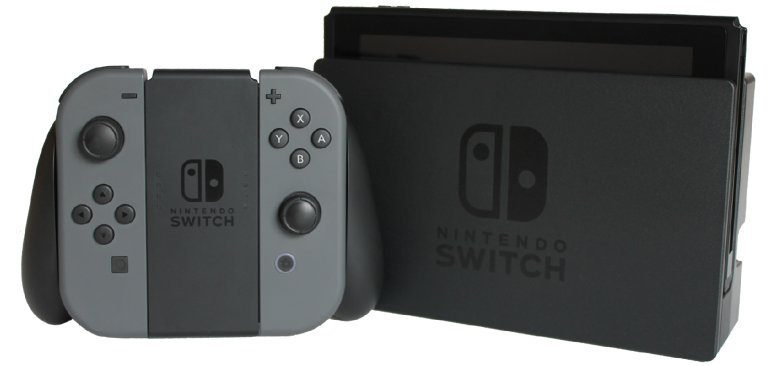 X
Y
A
B
NINTENDO
SWITCH
NINTENDO
SWITCH